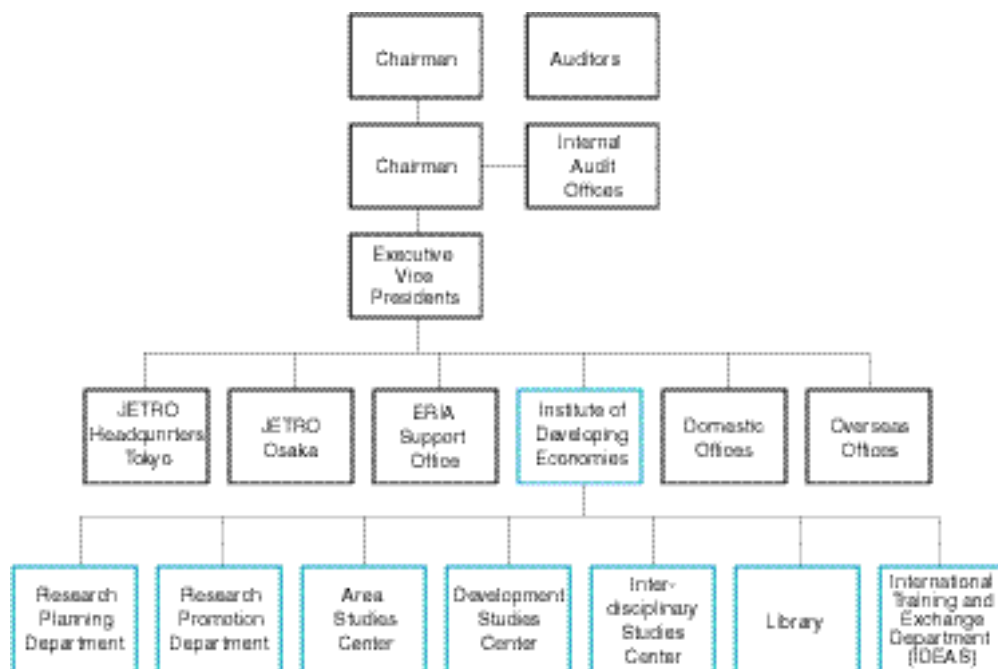 Chairman
Auditors
Chairman
Internal
Audit
Offices
Executive
Vice
Presidents
JETRO
Headqunrters
Tokyo
JETRO
Osaka
ERIA
Support
Office
Institute of
Developing
Economies
Domestic
Offices
Overseas
Offices
Research
Planning
Department
Research
Promotion
Department
Area
Studies
Center
Development
Studies
Center
Inter-
disciplinary
Studies
Center
Library
International
Training and
Exchange
Department
(IDEAS)